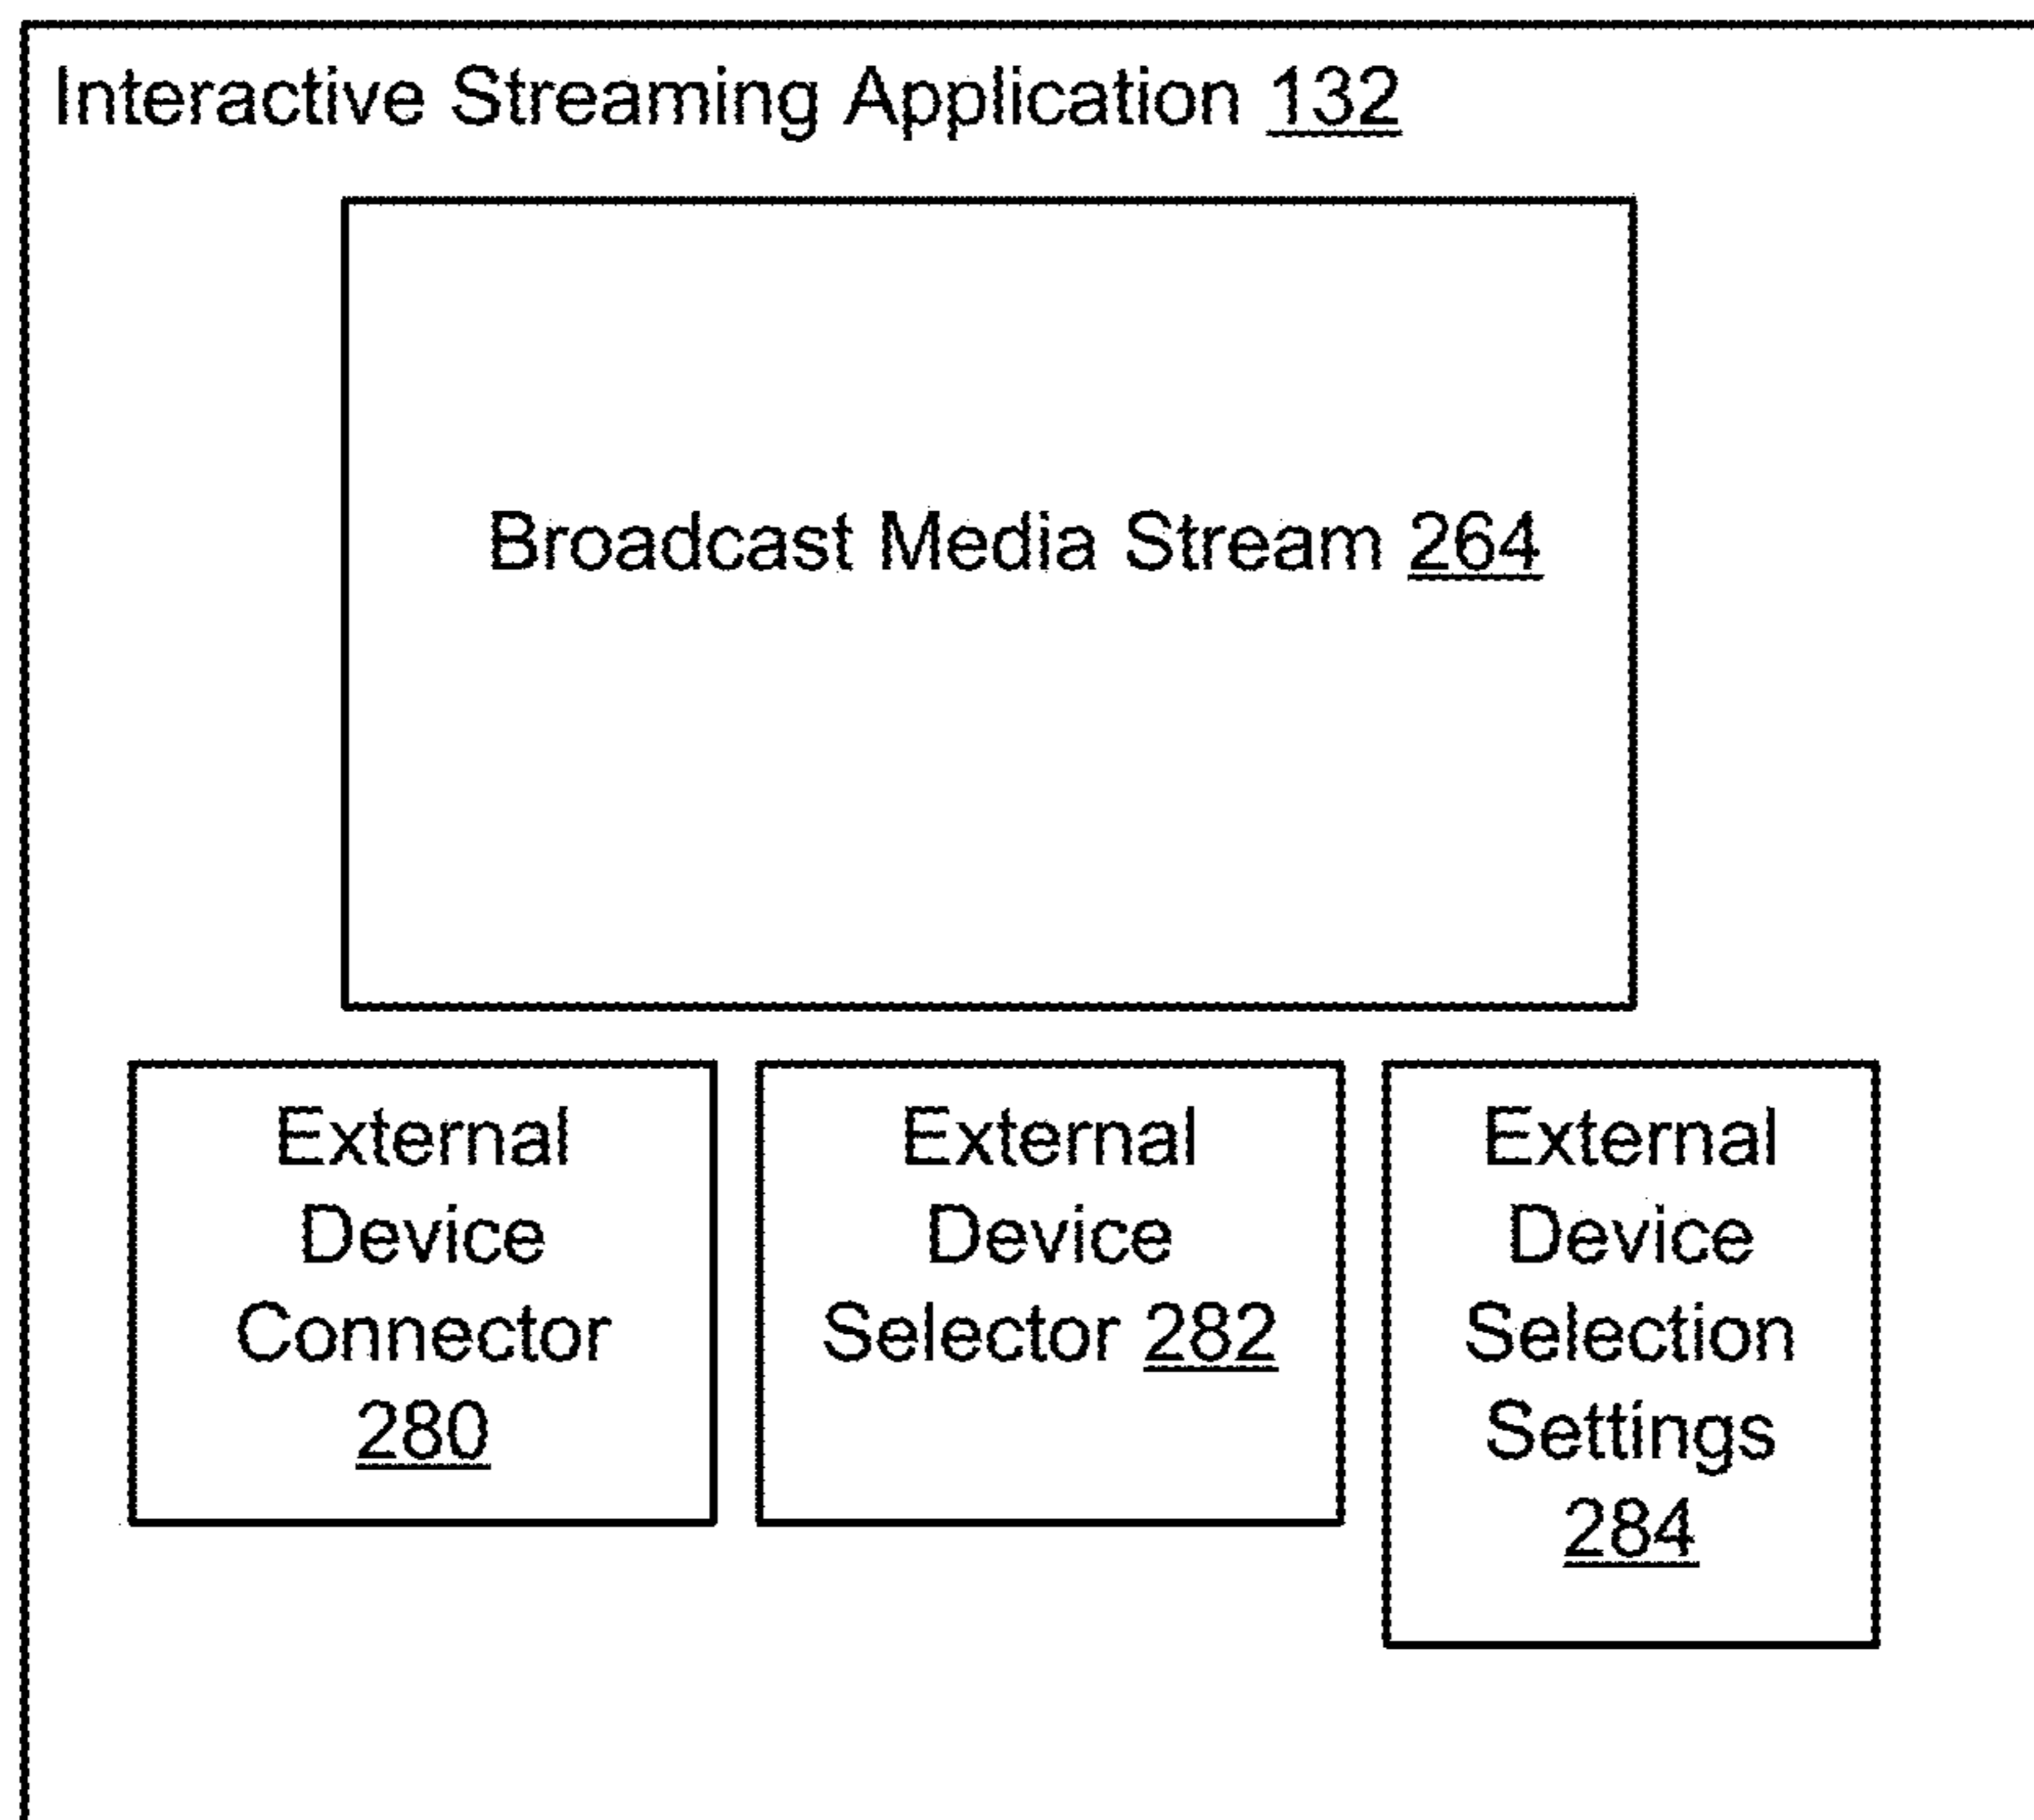 Interactive Streaming Application 132
Broadcast Media Stream 264
External
Device
Connector
280
External
Device
Selector 282
External
Device
Selection
Settings
284